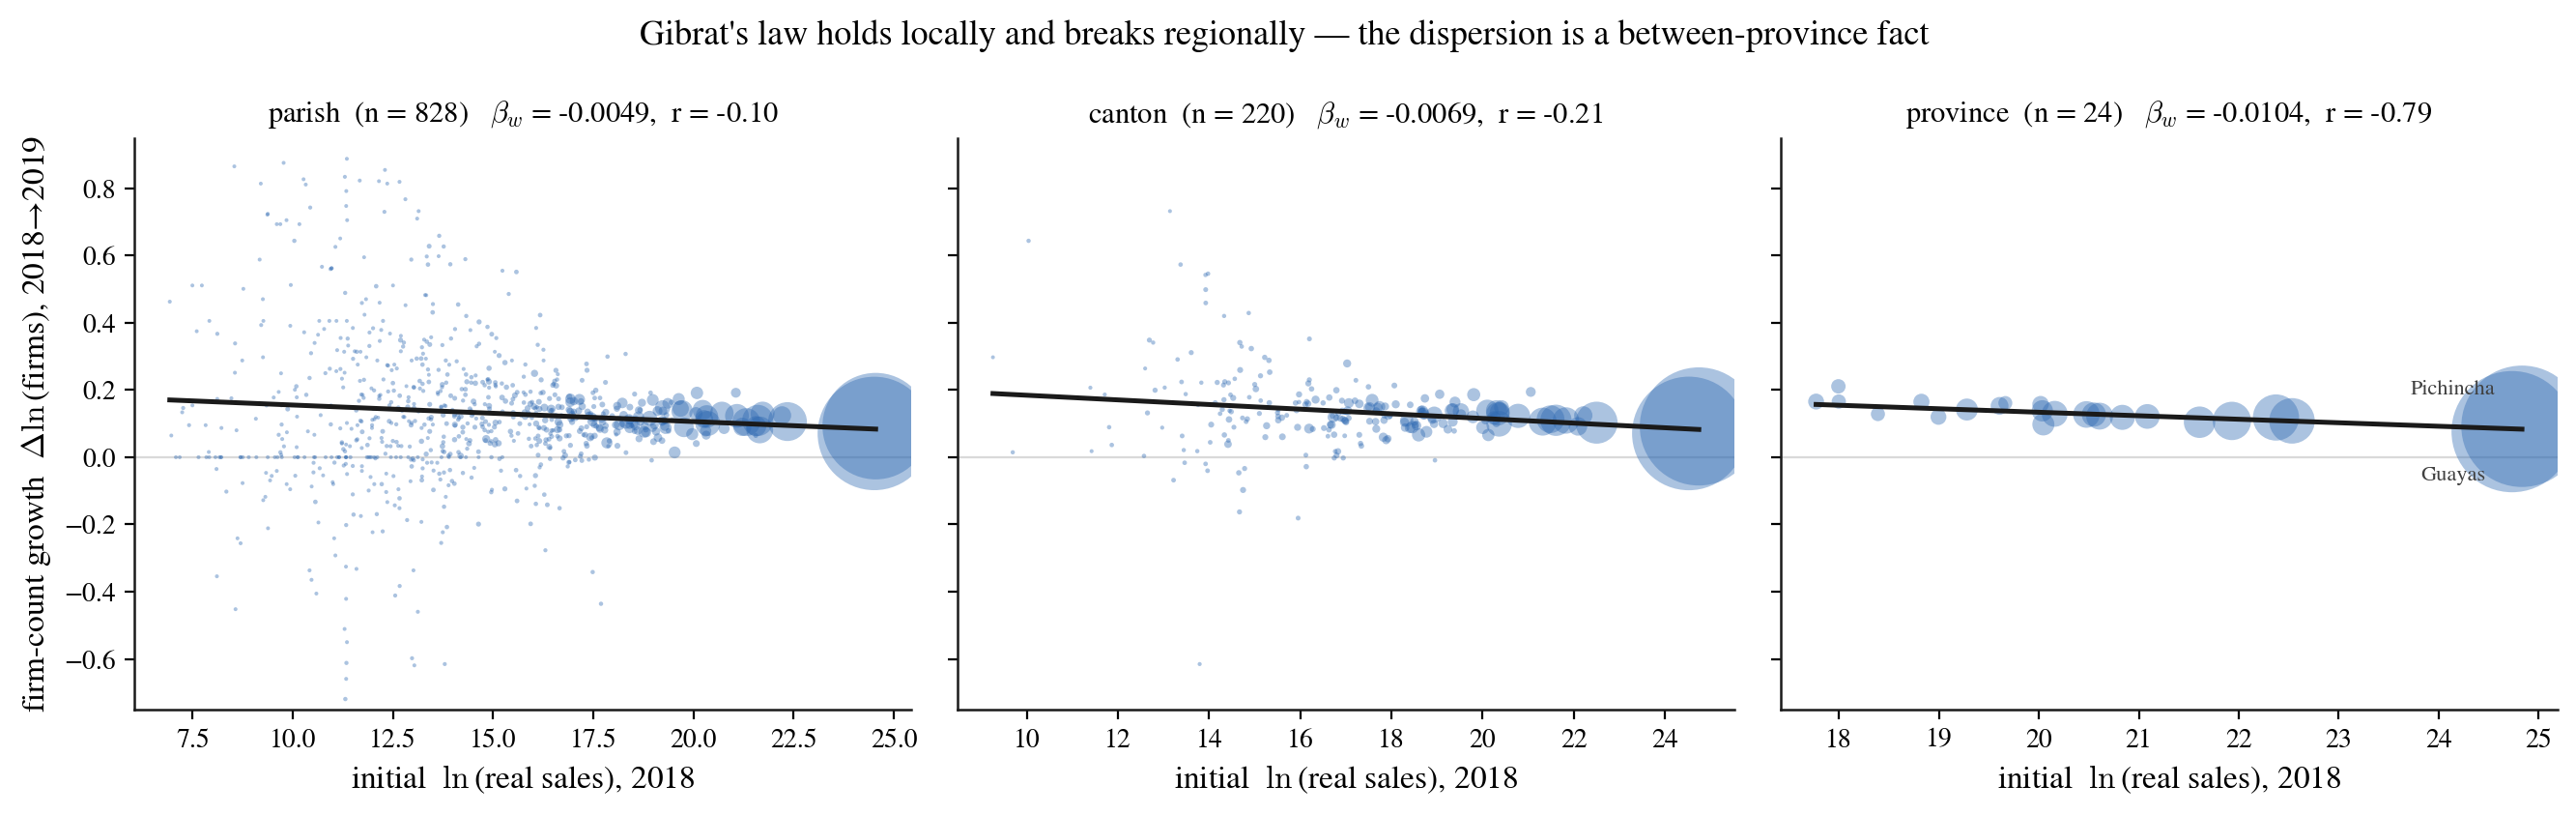 Gibrat's law holds locally and breaks regionally — the dispersion is a between-province fact
parish (n = 828) β_w = -0.0049, r = -0.10
canton (n = 220) β_w = -0.0069, r = -0.21
province (n = 24) β_w = -0.0104, r = -0.79
firm-count growth Δln (firms), 2018→2019
0.8
0.6
0.4
0.2
0.0
−0.2
−0.4
−0.6
7.5 10.0 12.5 15.0 17.5 20.0 22.5 25.0
initial ln (real sales), 2018
10 12 14 16 18 20 22 24
initial ln (real sales), 2018
Pichincha
Guayas
18 19 20 21 22 23 24 25
initial ln (real sales), 2018